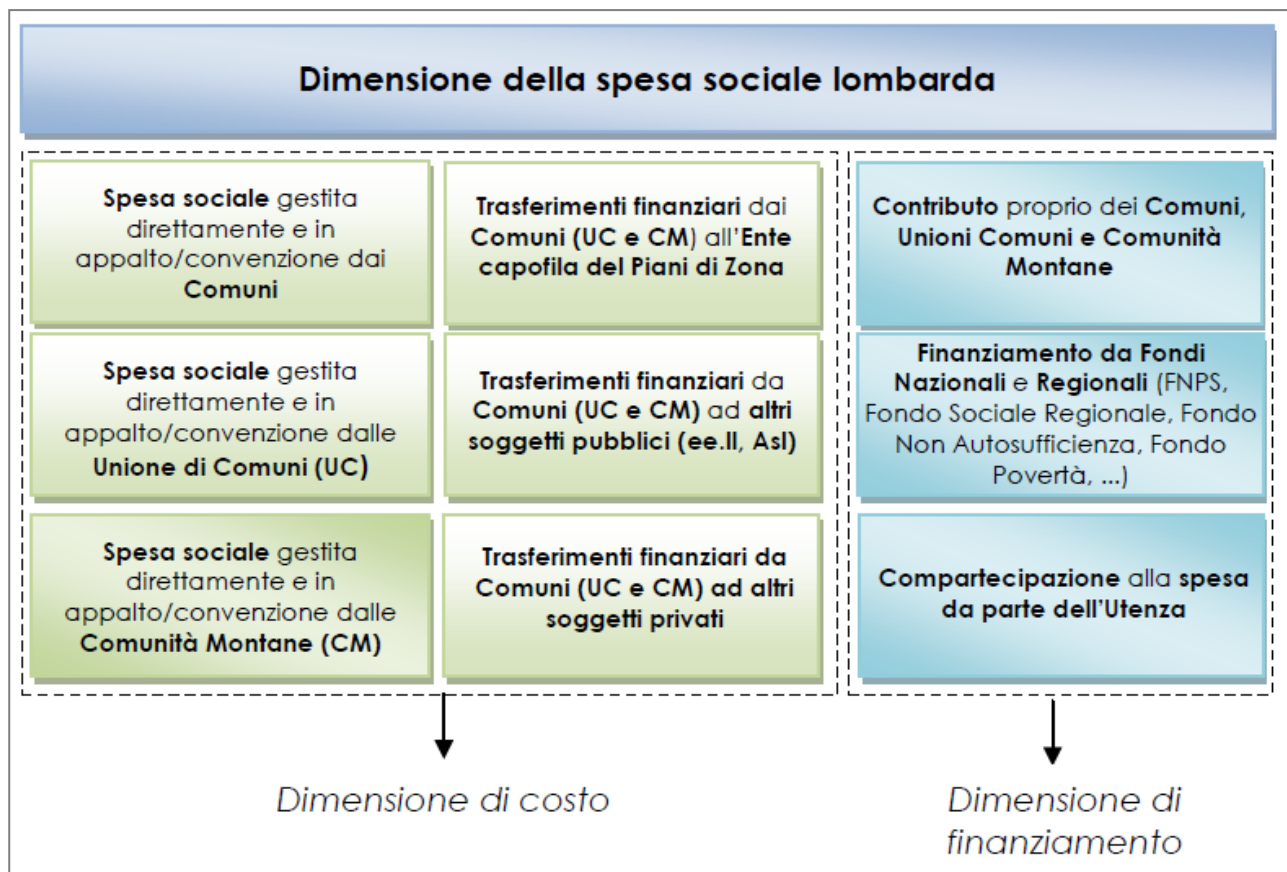 Dimensione della spesa sociale lombarda
Spesa sociale gestita
direttamente e in
appalto/convenzione dai
Comuni
Trasferimenti finanziari dai
Comuni (UC e CM) all'Ente
capofila del Piani di Zona
Contributo proprio dei Comuni,
Unioni Comuni e Comunità
Montane
Spesa sociale gestita
direttamente e in
appalto/convenzione dalle
Unione di Comuni (UC)
Trasferimenti finanziari da
Comuni (UC e CM) ad altri
soggetti pubblici (ee.ll, Asl)
Finanziamento da Fondi
Nazionali e Regionali (FNPS,
Fondo Sociale Regionale, Fondo
Non Autosufficienza, Fondo
Povertà, ...)
Spesa sociale gestita
direttamente e in
appalto/convenzione dalle
Comunità Montane (CM)
Trasferimenti finanziari da
Comuni (UC e CM) ad altri
soggetti privati
Compartecipazione alla spesa
da parte dell'Utenza
Dimensione di costo
Dimensione di
finanziamento